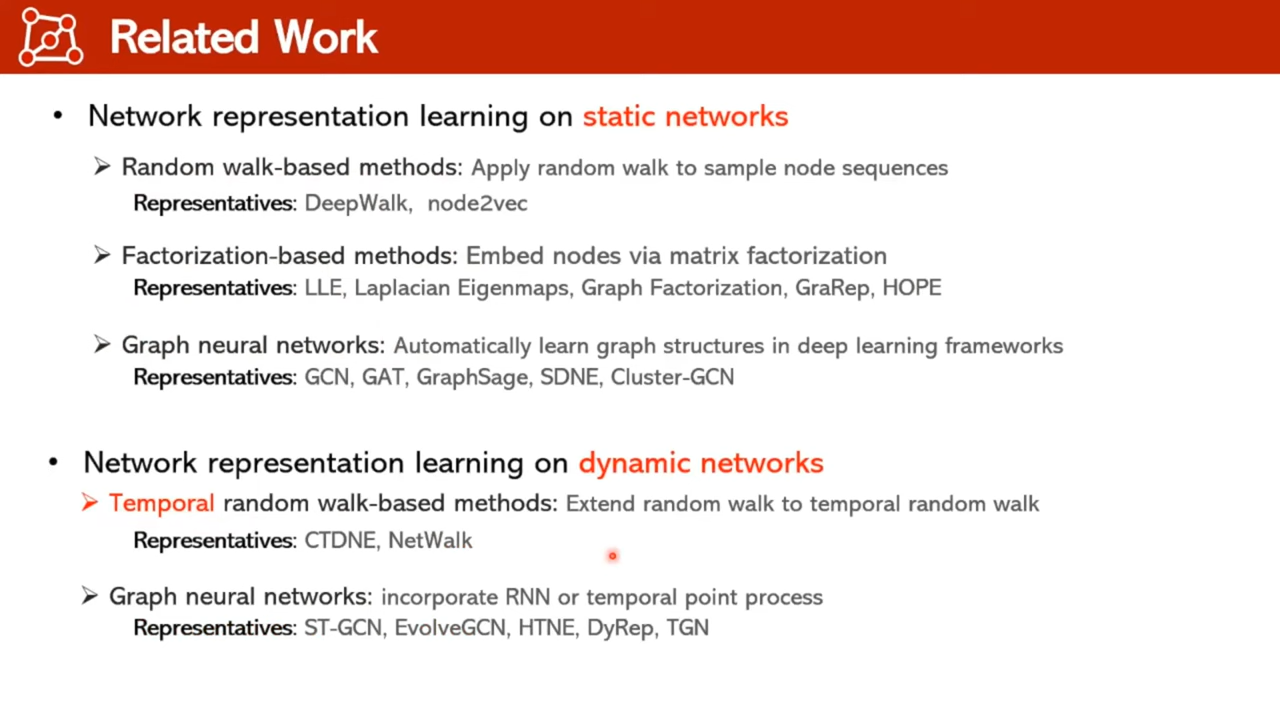 Related Work
• Network representation learning on static networks
➢ Random walk-based methods: Apply random walk to sample node sequences
Representatives: DeepWalk, node2vec
➢ Factorization-based methods: Embed nodes via matrix factorization
Representatives: LLE, Laplacian Eigenmaps, Graph Factorization, GraRep, HOPE
➢ Graph neural networks: Automatically learn graph structures in deep learning frameworks
Representatives: GCN, GAT, GraphSage, SDNE, Cluster-GCN
• Network representation learning on dynamic networks
➢ Temporal random walk-based methods: Extend random walk to temporal random walk
Representatives: CTDNE, NetWalk
➢ Graph neural networks: incorporate RNN or temporal point process
Representatives: ST-GCN, EvolveGCN, HTNE, DyRep, TGN